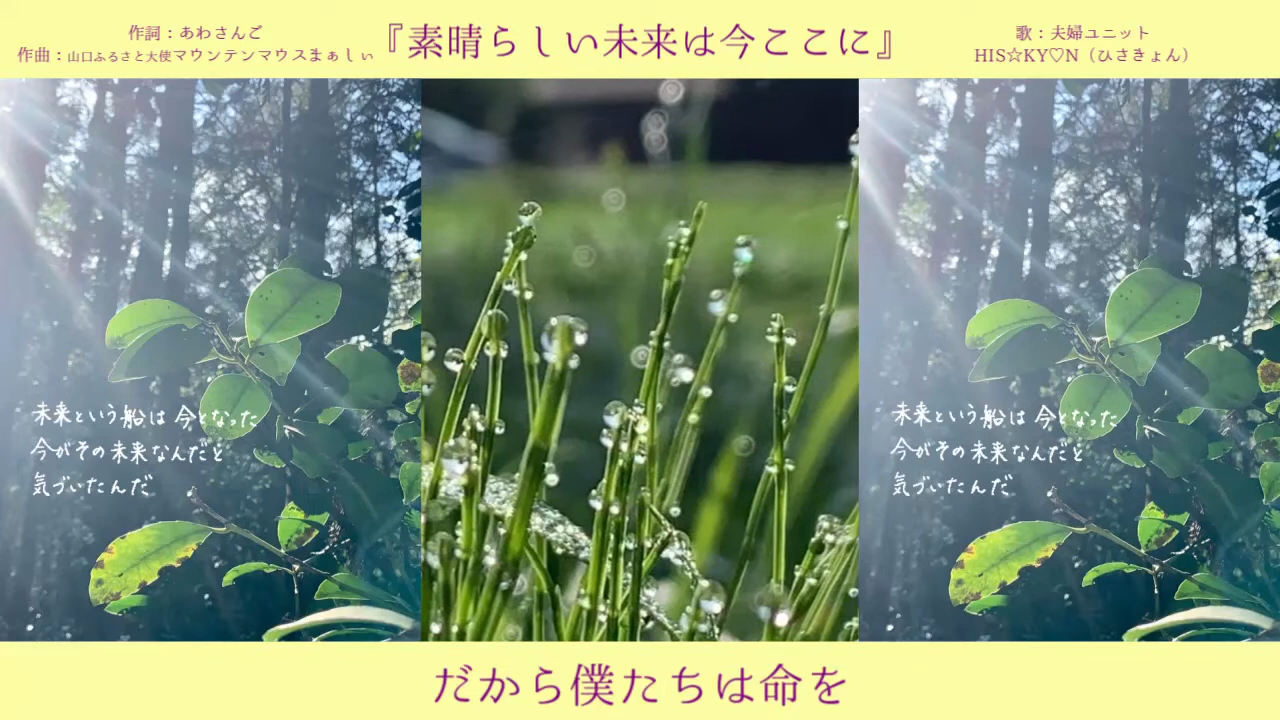 作詞：あわさんご
作曲：山口ふるさと大使マウンテンマウスまぁしぃ
『素晴らしい未来は今ここに』
歌：夫婦ユニット
HIS☆KY♡N（ひさきょん）
未来という船は 今となった
今がその未来なんだと
気づいたんだ
未来という船は 今となった
今がその未来なんだと
気づいたんだ
だから僕たちは命を